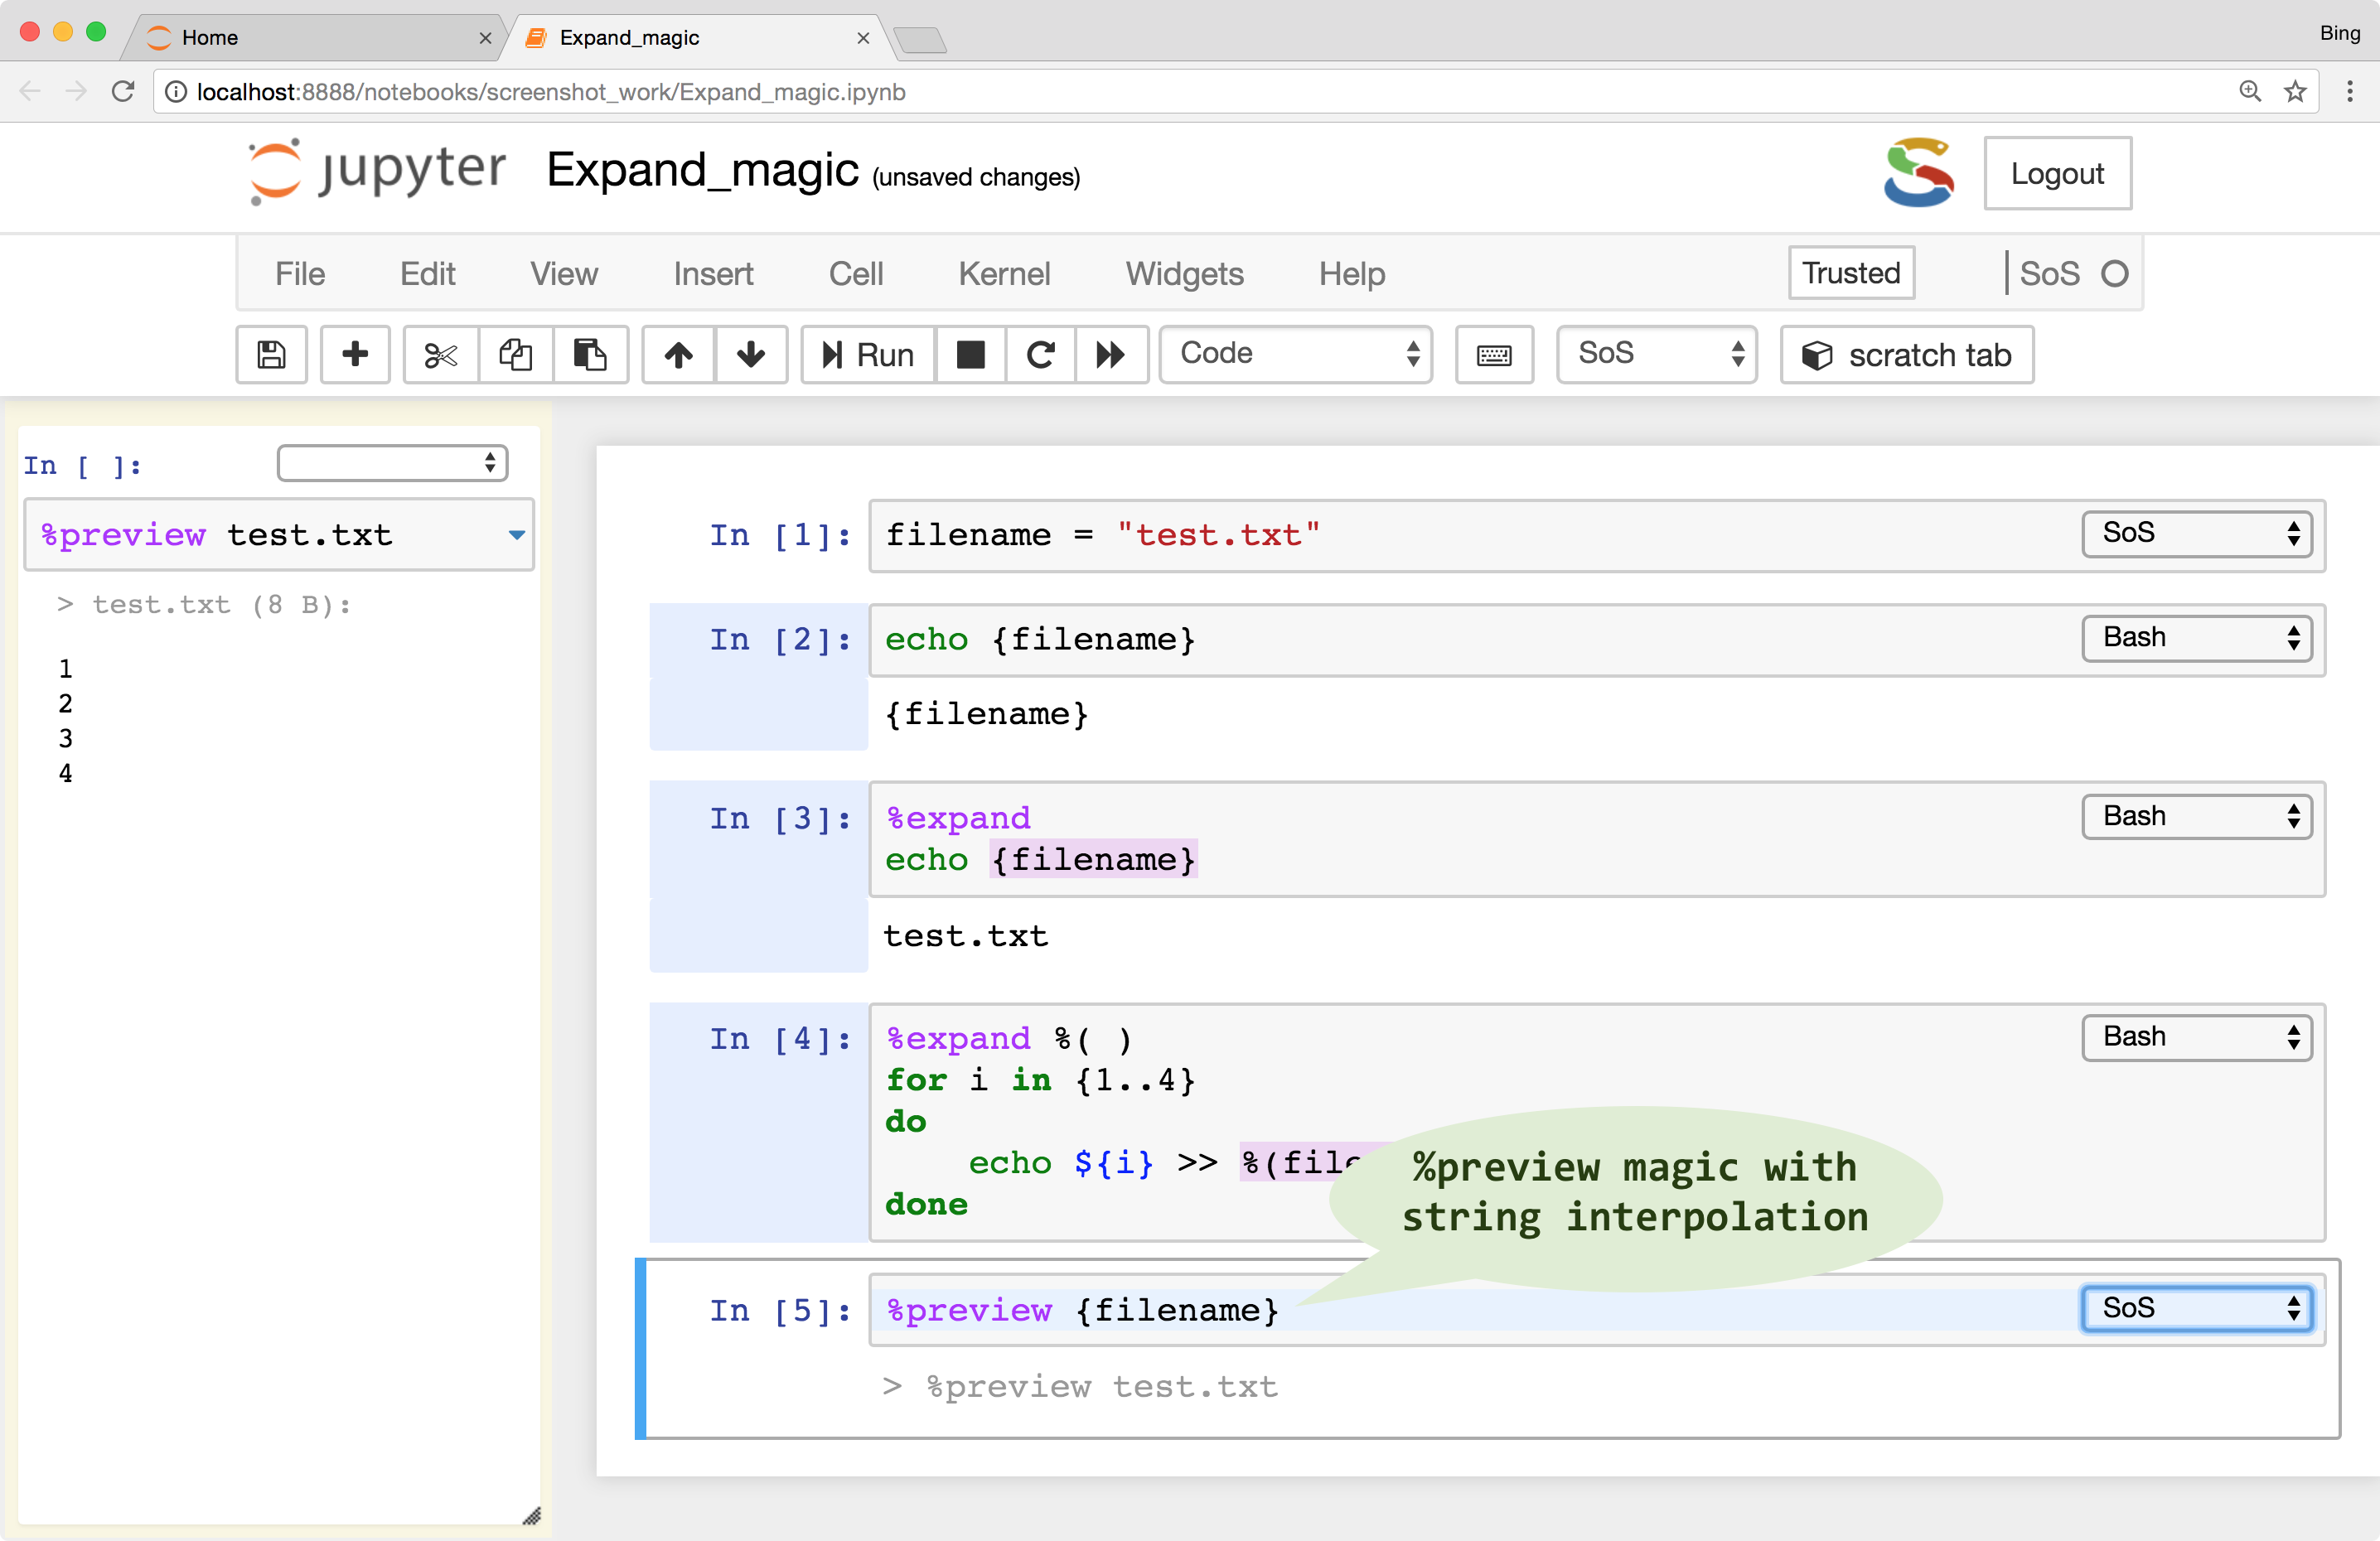 Home
Expand_magic
Bing
localhost:8888/notebooks/screenshot_work/Expand_magic.ipynb
jupyter Expand_magic (unsaved changes)
Logout
File Edit View Insert Cell Kernel Widgets Help Trusted SoS
Run Code SoS scratch tab
In [ ]:
%preview test.txt
> test.txt (8 B):
1
2
3
4
In [1]: filename = "test.txt" SoS
In [2]: echo {filename} Bash
{filename}
In [3]: %expand Bash
echo {filename}
test.txt
In [4]: %expand %( ) Bash
for i in {1..4}
do
echo ${i} >>
done
%preview magic with
string interpolation
In [5]: %preview {filename} SoS
> %preview test.txt